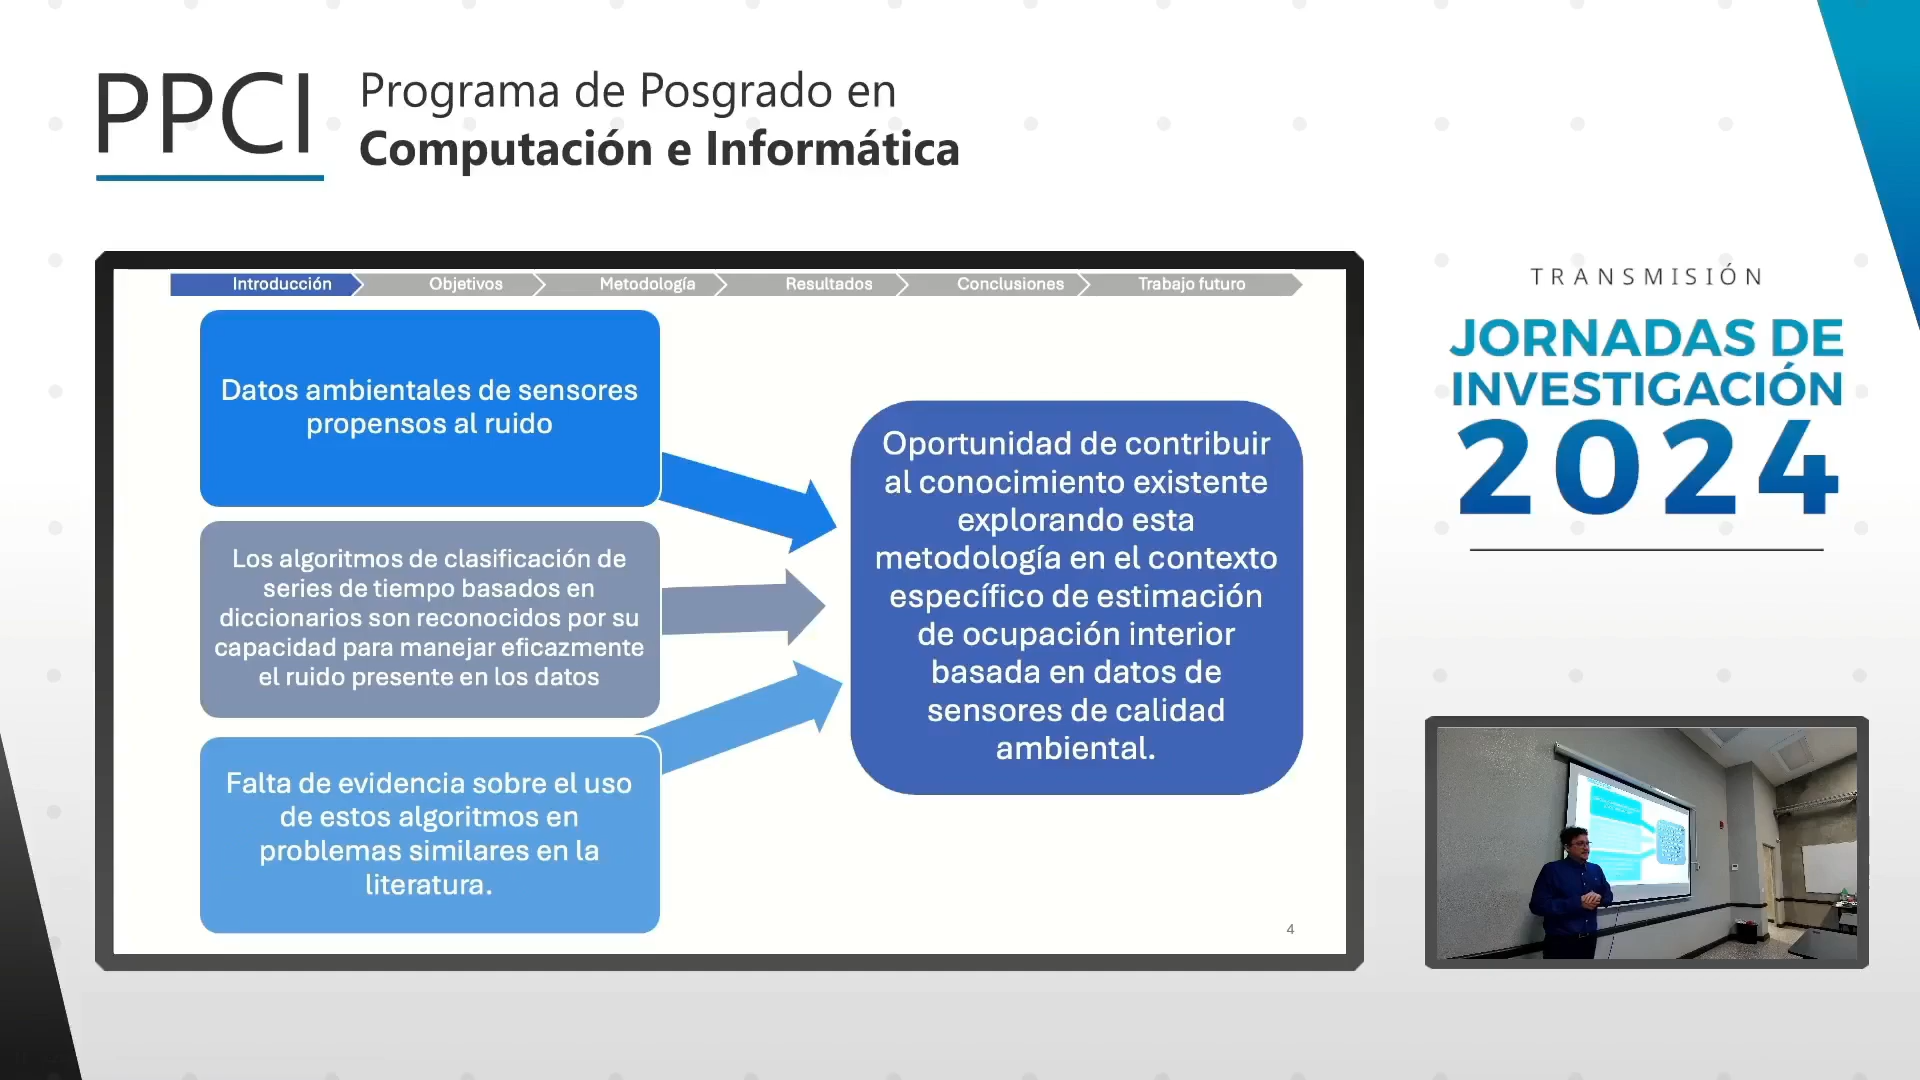 PPCI
Programa de Posgrado en
Computación e Informática
Introducción
Objetivos
Metodología
Resultados
Conclusiones
Trabajo futuro
Datos ambientales de sensores
propensos al ruido
Los algoritmos de clasificación de
series de tiempo basados en
diccionarios son reconocidos por su
capacidad para manejar eficazmente
el ruido presente en los datos
Falta de evidencia sobre el uso
de estos algoritmos en
problemas similares en la
literatura.
Oportunidad de contribuir
al conocimiento existente
explorando esta
metodología en el contexto
específico de estimación
de ocupación interior
basada en datos de
sensores de calidad
ambiental.
4
TRANSMISIÓN
JORNADAS DE
INVESTIGACIÓN
2024